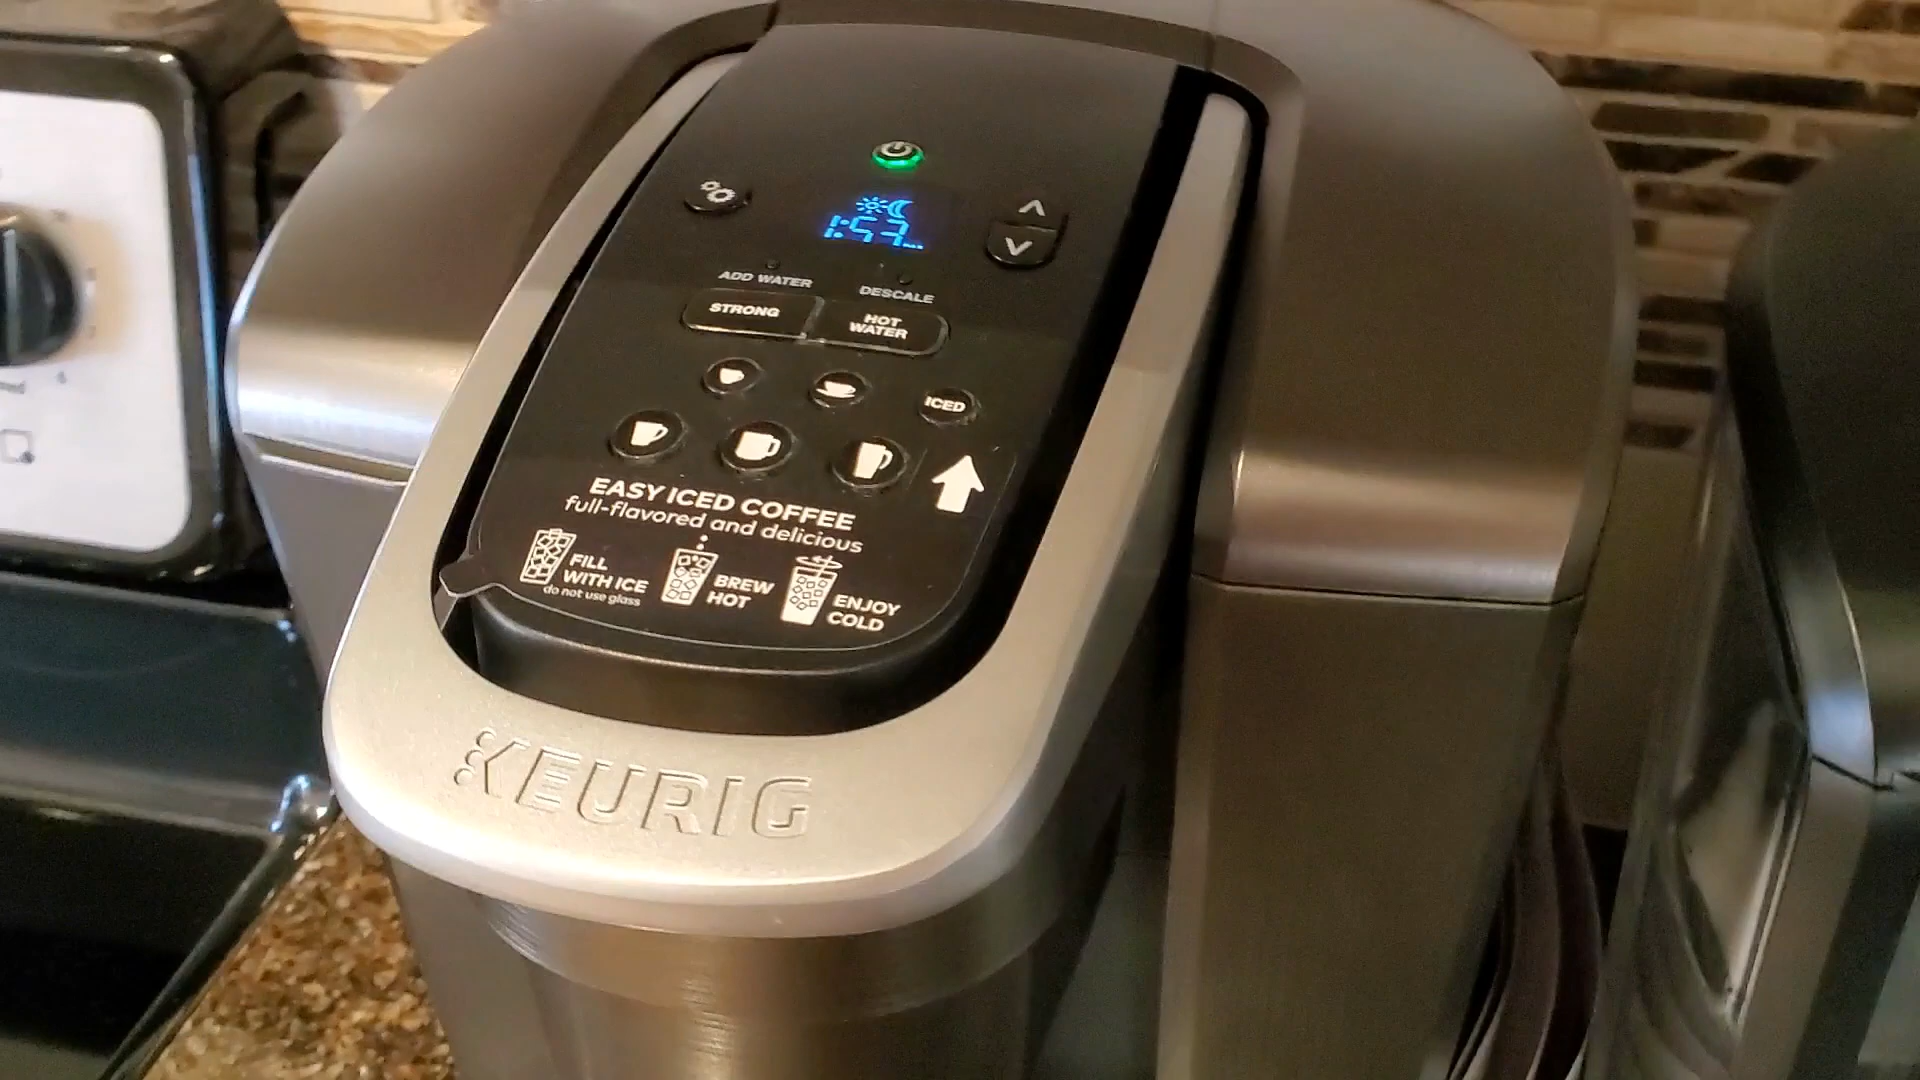 1:53
ADD WATER
DESCALE
STRONG
HOT
WATER
ICED
EASY ICED COFFEE
full-flavored and delicious
FILL
WITH ICE
do not use glass
BREW
HOT
ENJOY
COLD
KEURIG